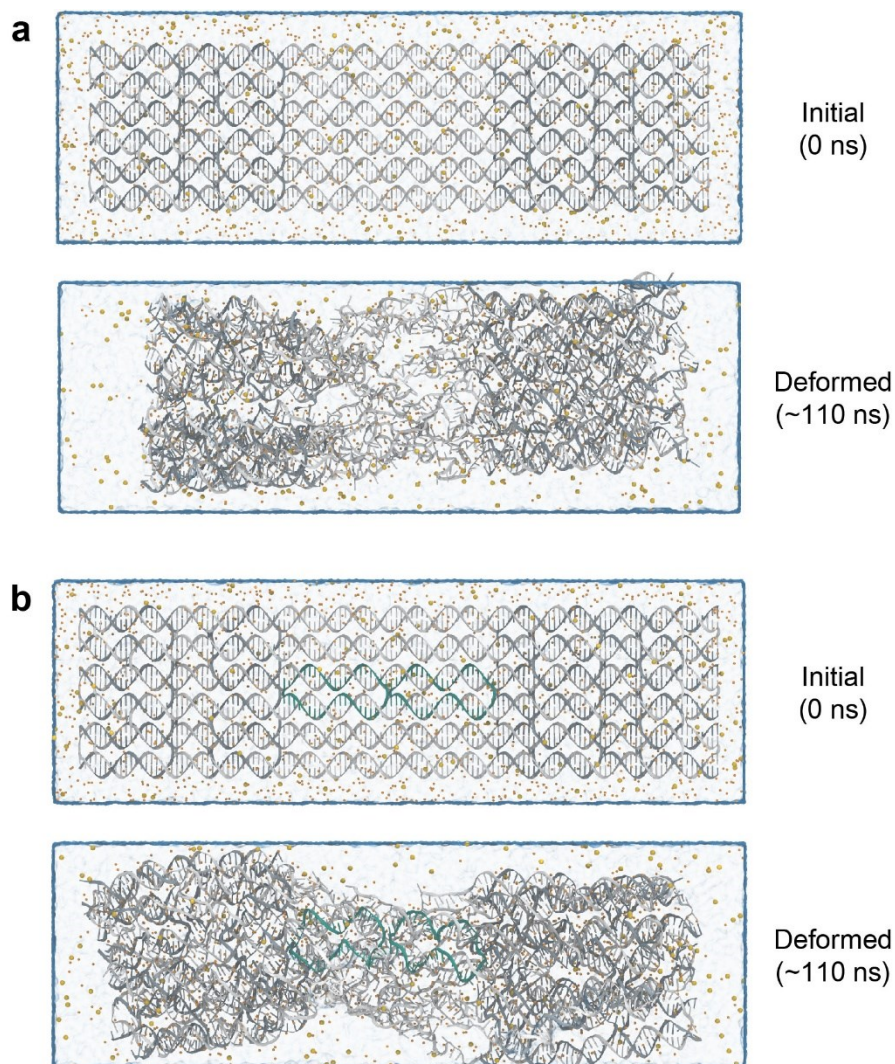 a
Initial
(0 ns)
Deformed
(~110 ns)
b
Initial
(0 ns)
Deformed
(~110 ns)